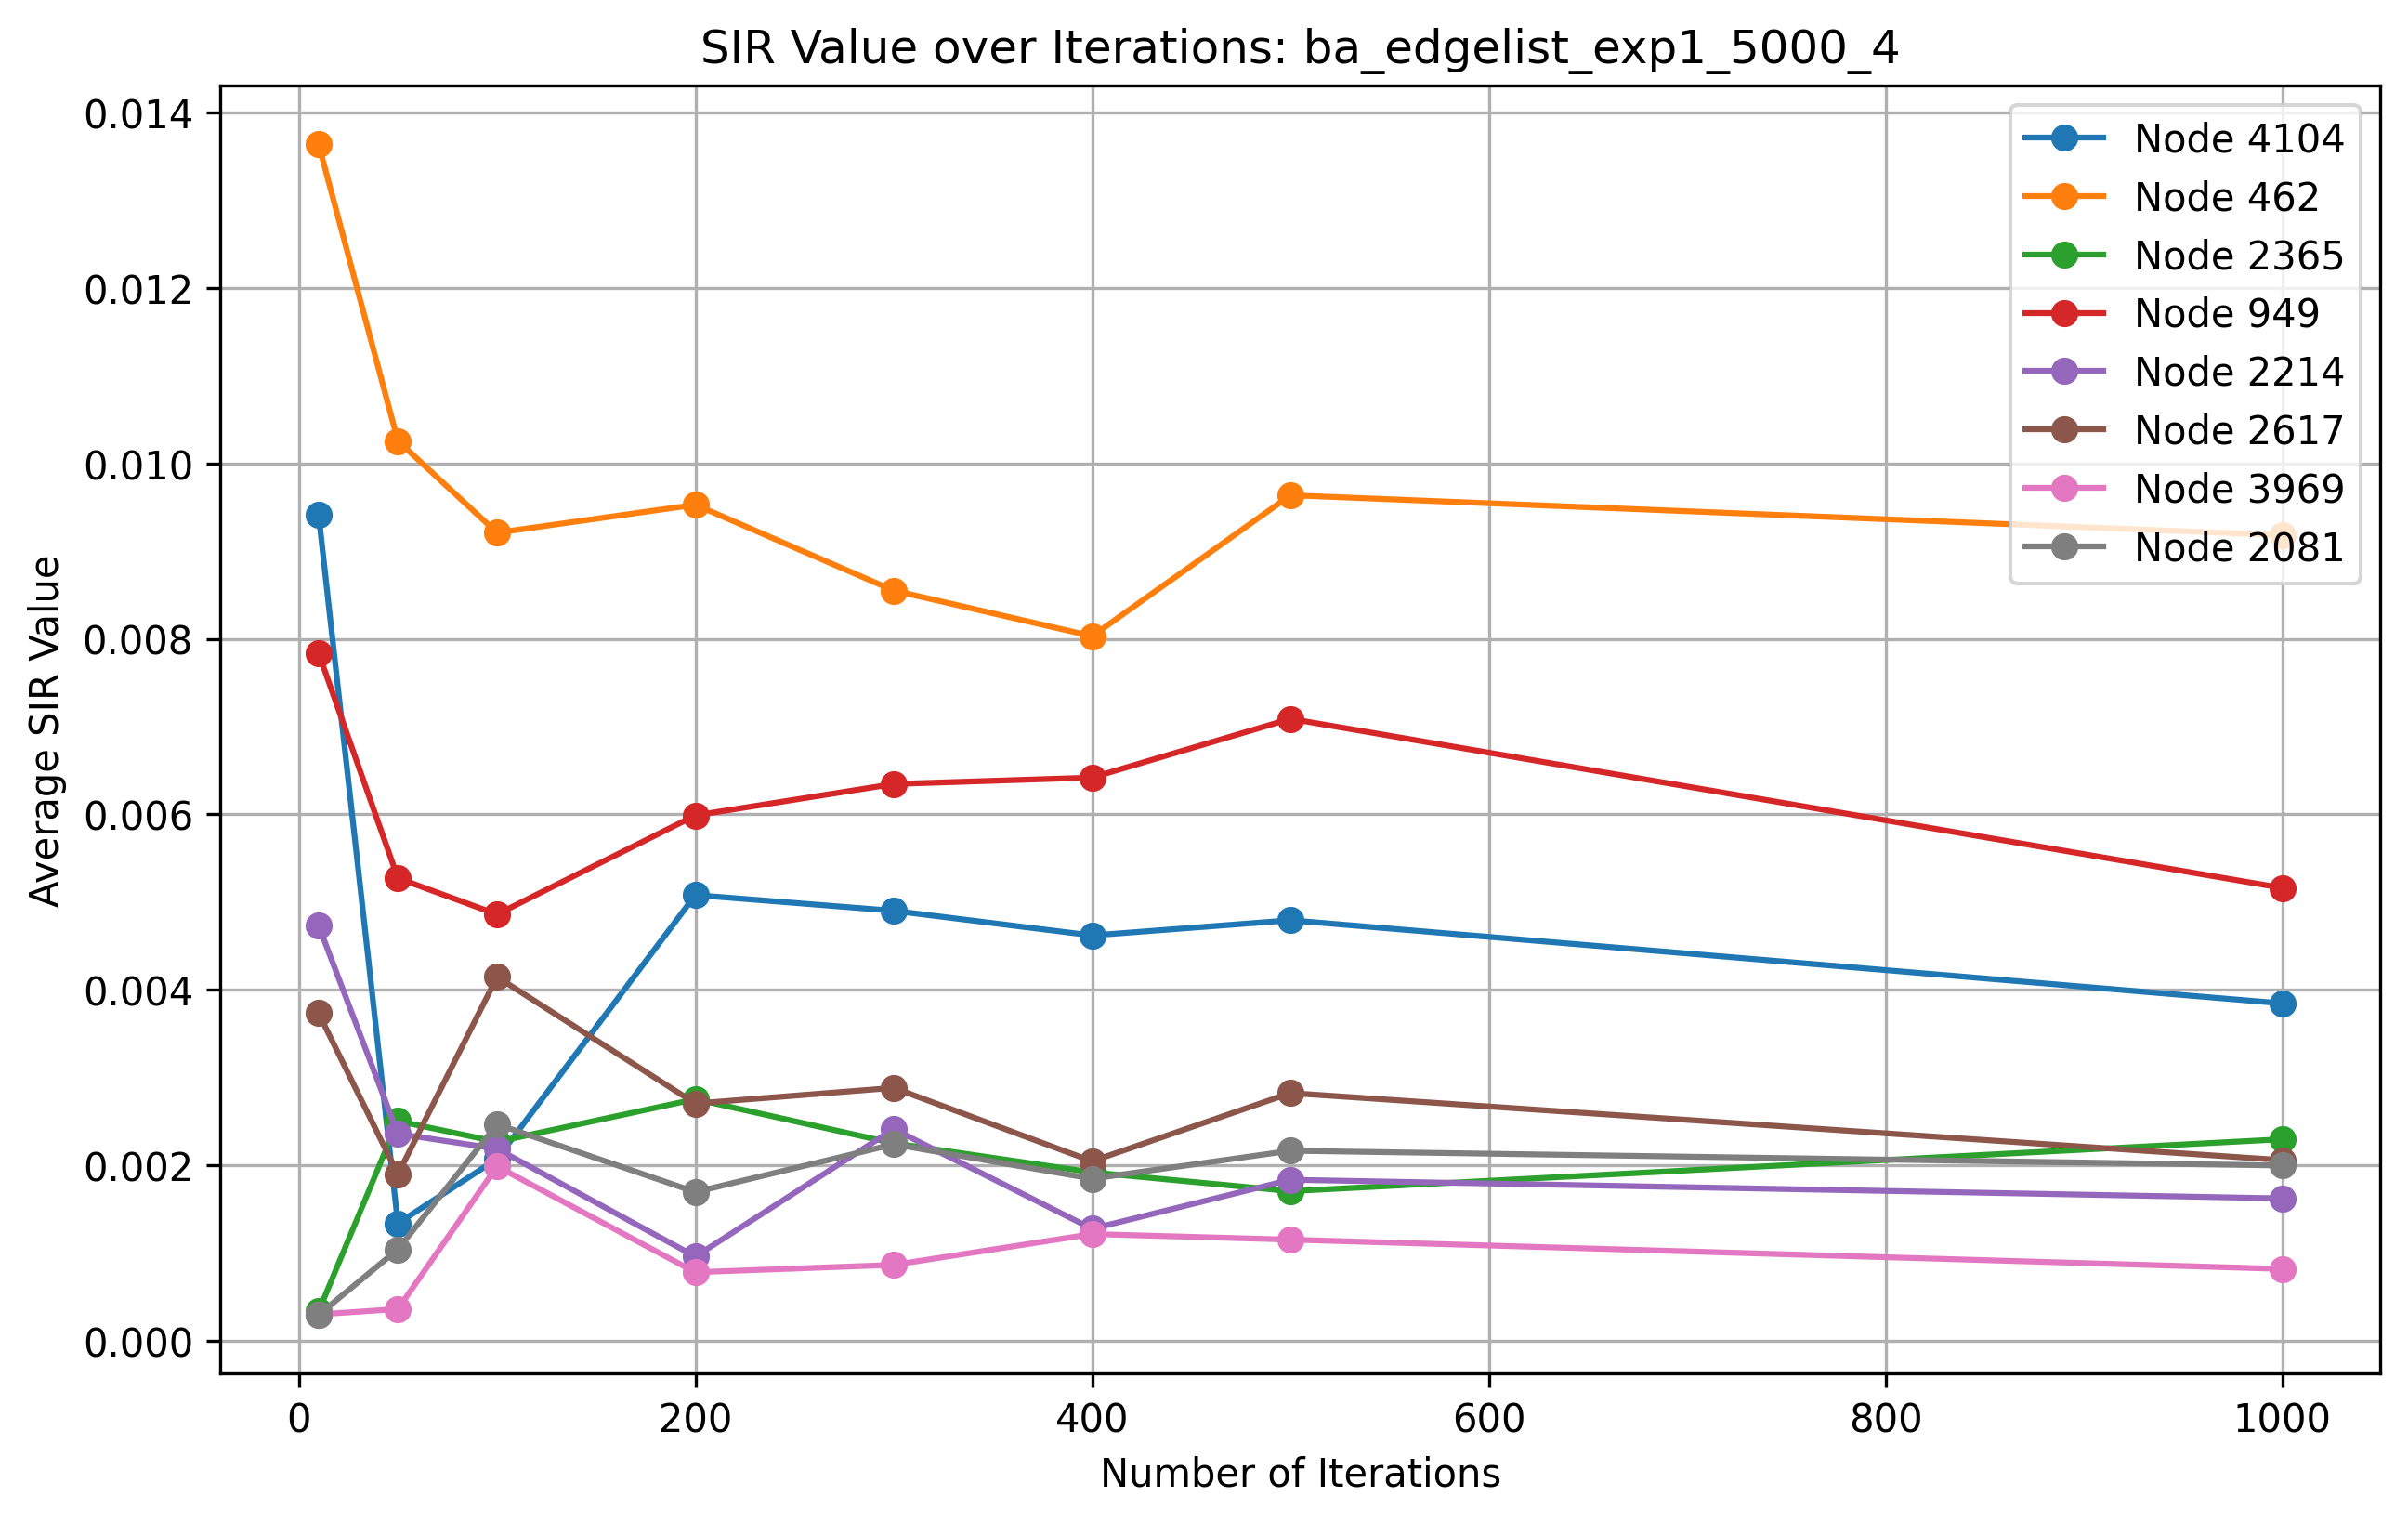 SIR Value over Iterations: ba_edgelist_exp1_5000_4
0.014
0.012
0.010
0.008
0.006
0.004
0.002
0.000
Average SIR Value
Node 4104
Node 462
Node 2365
Node 949
Node 2214
Node 2617
Node 3969
Node 2081
0 200 400 600 800 1000
Number of Iterations